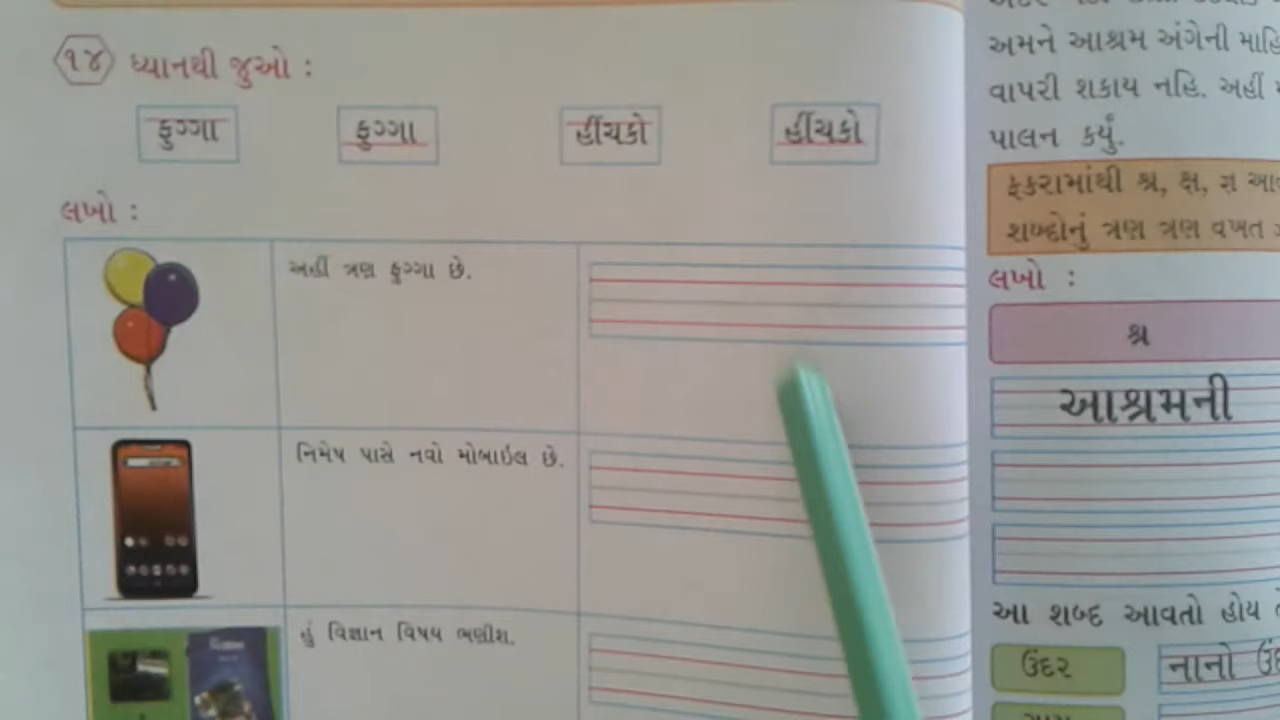 ૧૪ ધ્યાનથી જુઓ :
ફુગ્ગા ફુગ્ગા હીંચકો હીંચકો
લખો :
અહીં ત્રણ ફુગ્ગા છે.
નિમેષ પાસે નવો મોબાઇલ છે.
હું વિજ્ઞાન વિષય ભણીશ.
અમને આશ્રમ અંગેની
વાપરી શકાય નહિ. અહીં
પાલન કર્યું.
ફકરામાંથી શ્ર, ક્ષ, જ્ઞ
શબ્દોનું ત્રણ ત્રણ વખત
લખો :
શ્ર
આશ્રમની
આ શબ્દ આવતો હોય
ઉંદર નાનો